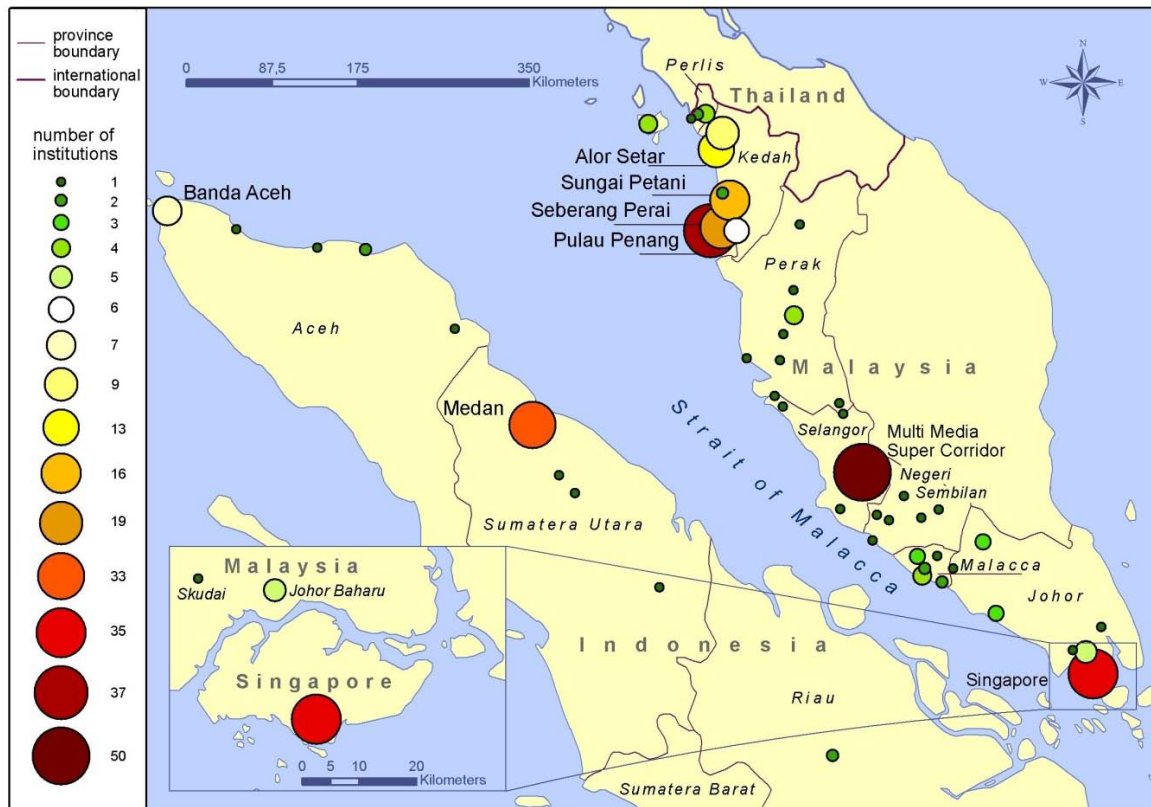 province
boundary
international
boundary
number of
institutions
1
2
3
4
5
6
7
9
13
16
19
33
35
37
50
0
87,5
175
350
Kilometers
N
W
E
S
Perlis
Thailand
Alor Setar
Kedah
Sungai Petani
Banda Aceh
Seberang Perai
Pulau Penang
Perak
Aceh
Malaysia
Medan
Strait of Malacca
Selangor
Multi Media
Super Corridor
Negeri
Sembilan
Sumatera Utara
Malacca
Johor
Malaysia
Skudai
Johor Baharu
Indonesia
Singapore
Singapore
Riau
0 5 10 20
Kilometers
Sumatera Barat